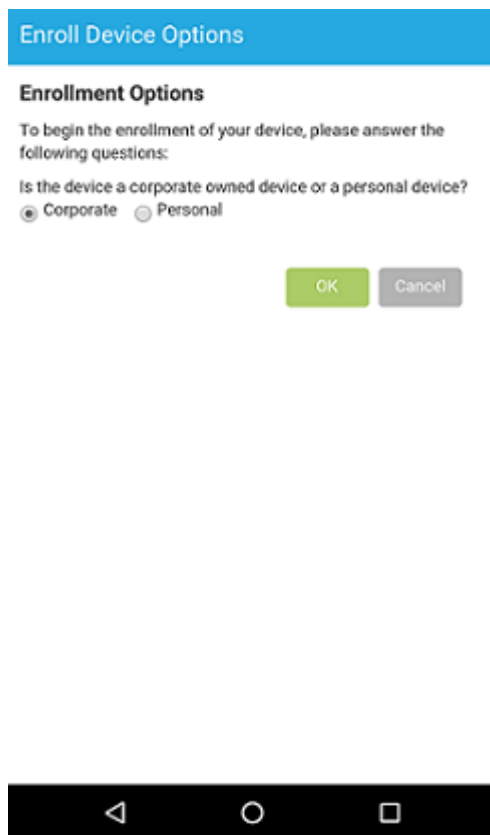 Enroll Device Options
Enrollment Options
To begin the enrollment of your device, please answer the
following questions:
Is the device a corporate owned device or a personal device?
Corporate Personal
OK Cancel